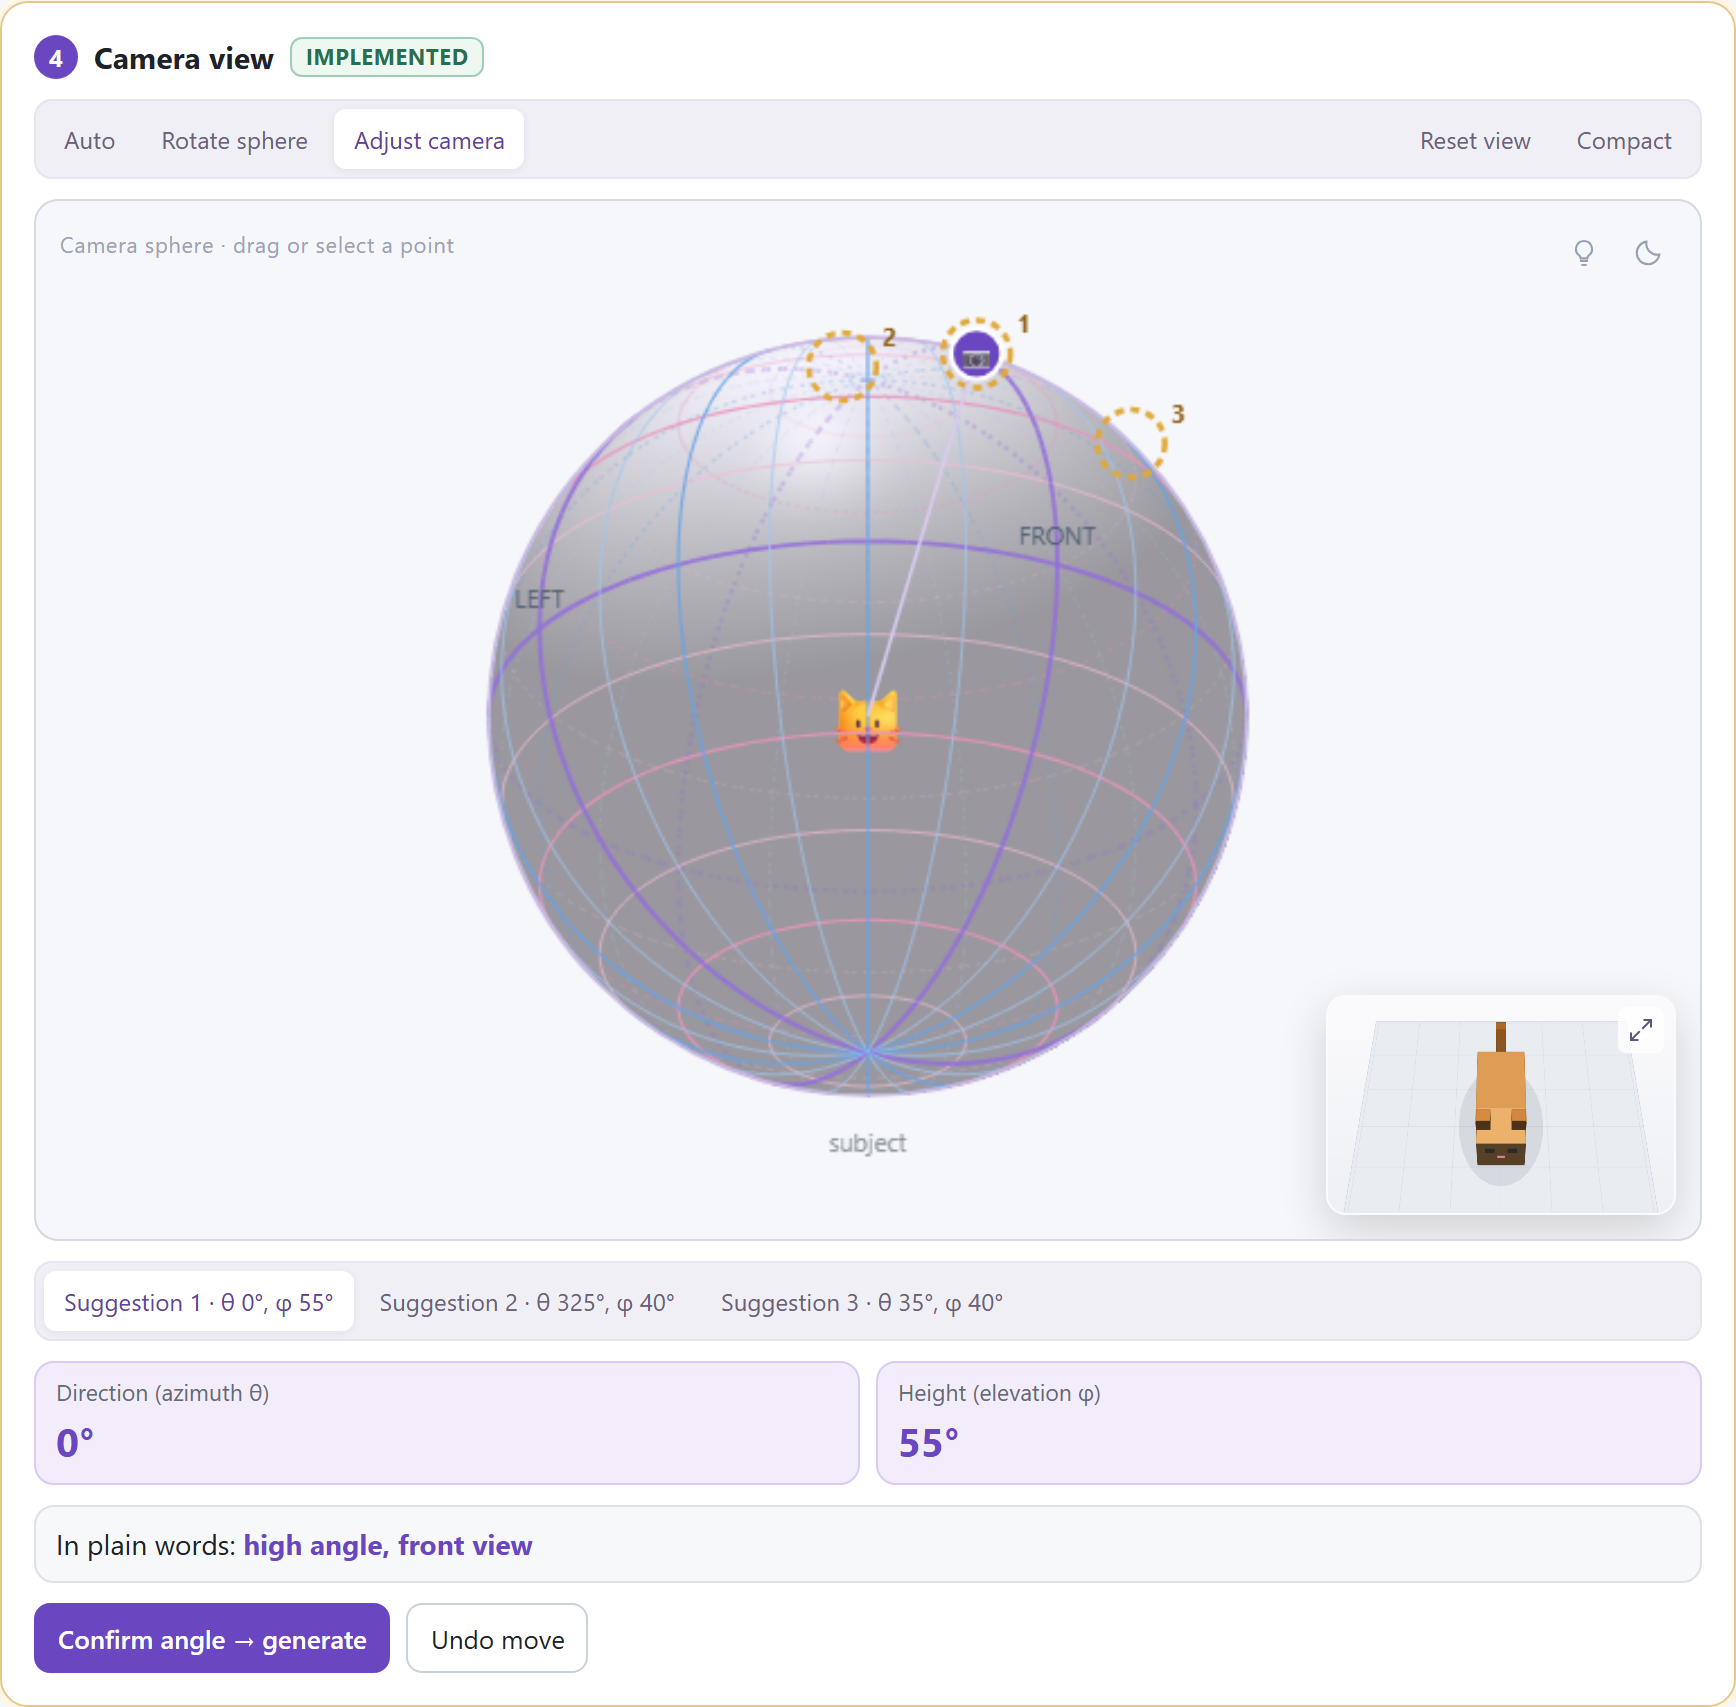 4 Camera view IMPLEMENTED
Auto Rotate sphere Adjust camera Reset view Compact
Camera sphere · drag or select a point
1
2
3
FRONT
LEFT
subject
Suggestion 1 · θ 0°, φ 55° Suggestion 2 · θ 325°, φ 40° Suggestion 3 · θ 35°, φ 40°
Direction (azimuth θ)
0°
Height (elevation φ)
55°
In plain words: high angle, front view
Confirm angle → generate Undo move